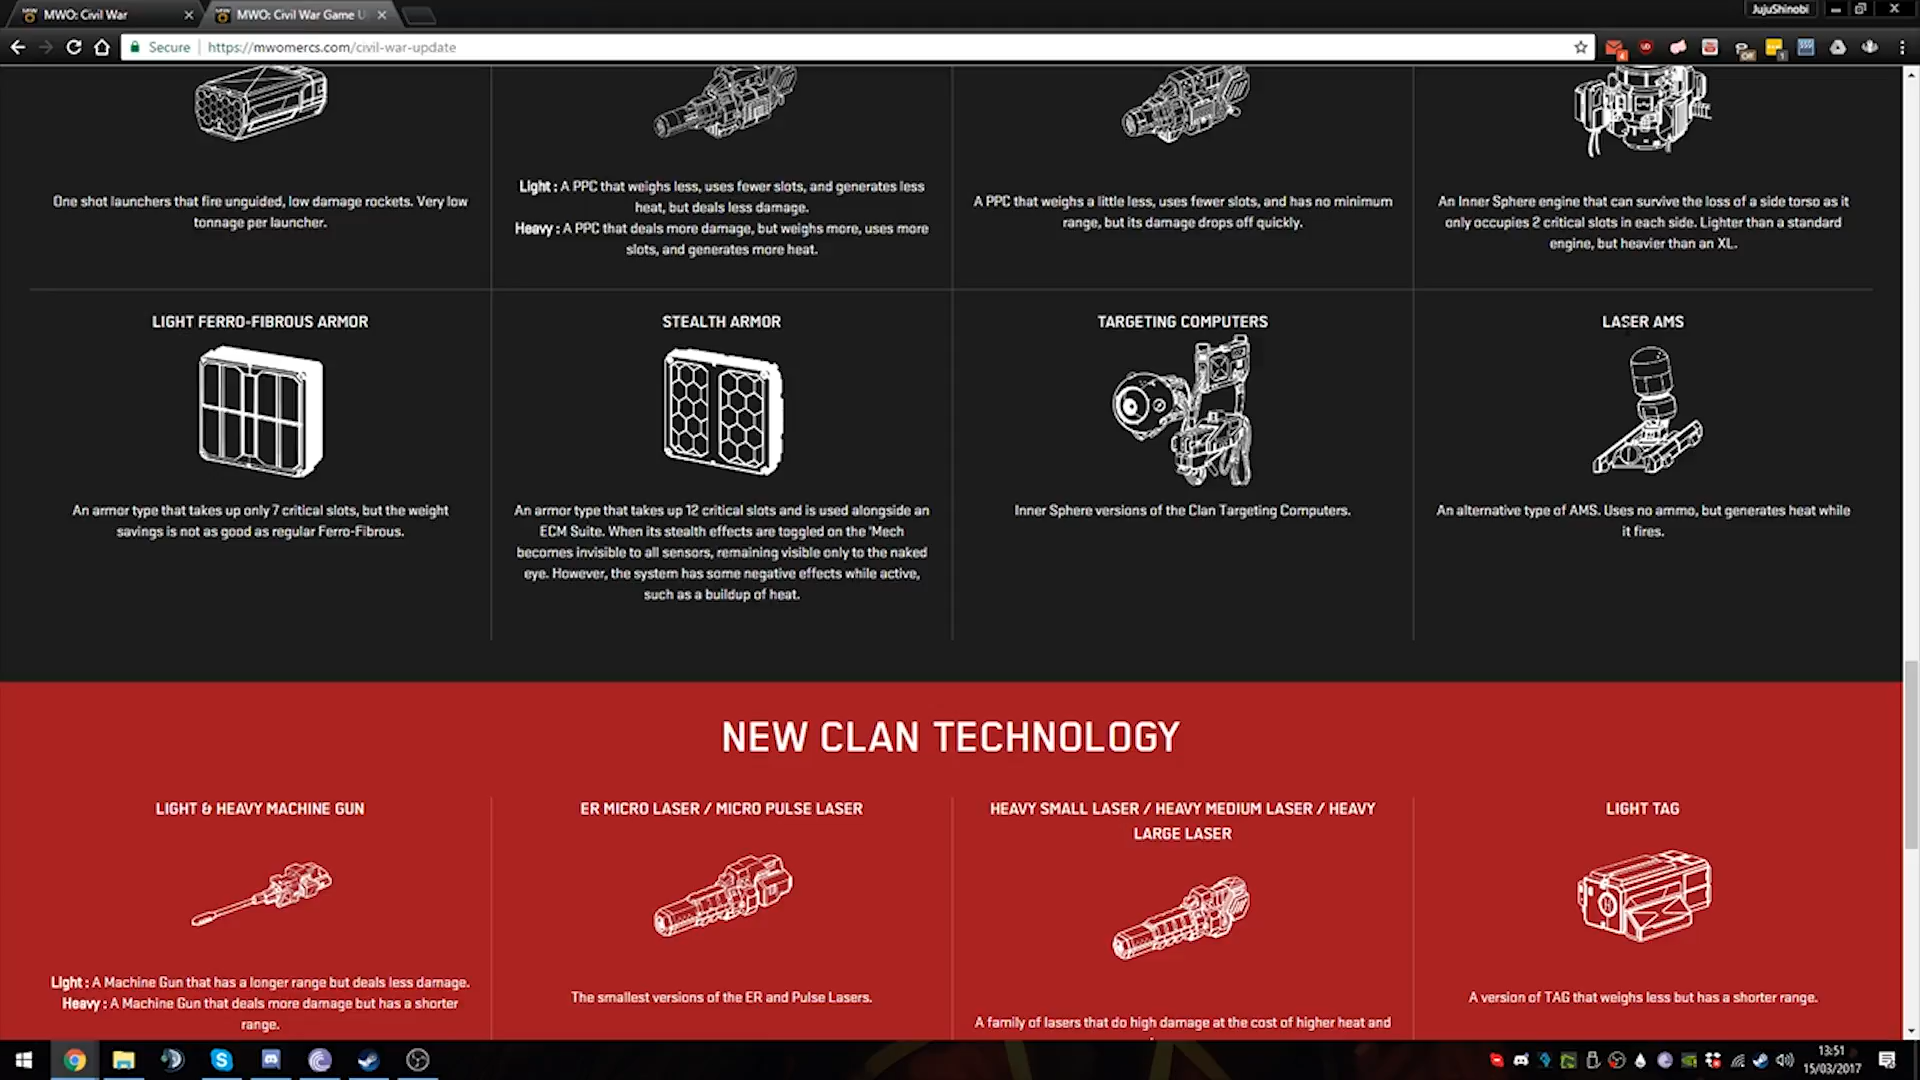 MWO: Civil War
MWO: Civil War Game U
JujuShinobi
Secure
https://mwomercs.com/civil-war-update
One shot launchers that fire unguided, low damage rockets. Very low
tonnage per launcher.
Light : A PPC that weighs less, uses fewer slots, and generates less
heat, but deals less damage.
Heavy : A PPC that deals more damage, but weighs more, uses more
slots, and generates more heat.
A PPC that weighs a little less, uses fewer slots, and has no minimum
range, but its damage drops off quickly.
An Inner Sphere engine that can survive the loss of a side torso as it
only occupies 2 critical slots in each side. Lighter than a standard
engine, but heavier than an XL.
LIGHT FERRO-FIBROUS ARMOR
An armor type that takes up only 7 critical slots, but the weight
savings is not as good as regular Ferro-Fibrous.
STEALTH ARMOR
An armor type that takes up 12 critical slots and is used alongside an
ECM Suite. When its stealth effects are toggled on the 'Mech
becomes invisible to all sensors, remaining visible only to the naked
eye. However, the system has some negative effects while active,
such as a buildup of heat.
TARGETING COMPUTERS
Inner Sphere versions of the Clan Targeting Computers.
LASER AMS
An alternative type of AMS. Uses no ammo, but generates heat while
it fires.
NEW CLAN TECHNOLOGY
LIGHT & HEAVY MACHINE GUN
Light : A Machine Gun that has a longer range but deals less damage.
Heavy : A Machine Gun that deals more damage but has a shorter
range.
ER MICRO LASER / MICRO PULSE LASER
The smallest versions of the ER and Pulse Lasers.
HEAVY SMALL LASER / HEAVY MEDIUM LASER / HEAVY
LARGE LASER
A family of lasers that do high damage at the cost of higher heat and
LIGHT TAG
A version of TAG that weighs less but has a shorter range.
13:51
15/03/2017